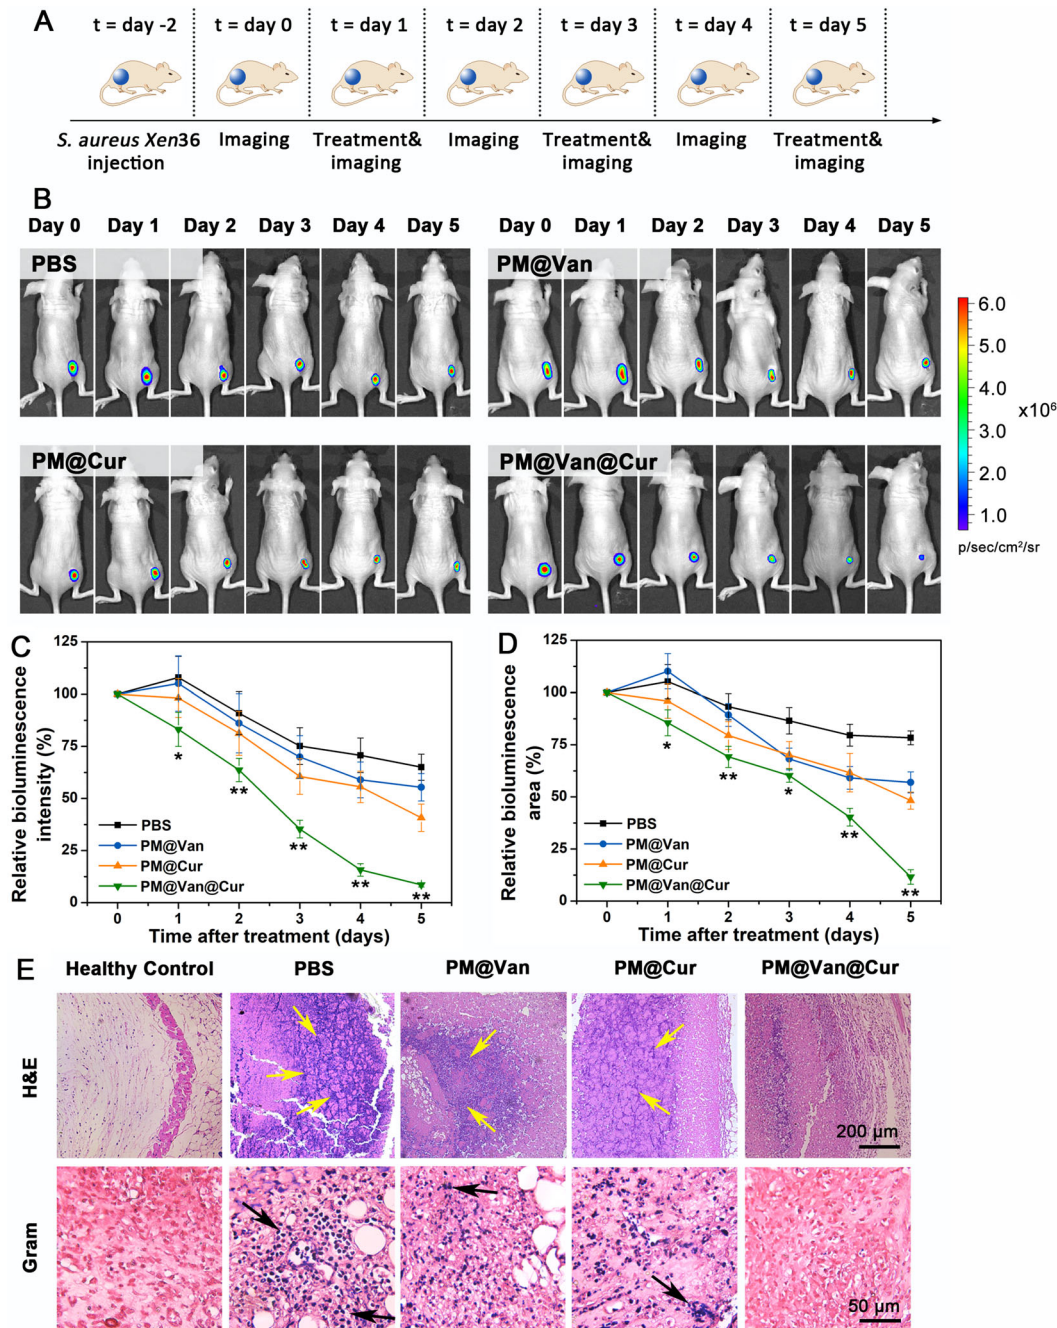 A
t = day -2 t = day 0 t = day 1 t = day 2 t = day 3 t = day 4 t = day 5
S. aureus Xen36 injection
Imaging
Treatment& imaging
Imaging
Treatment& imaging
Imaging
Treatment& imaging
B
Day 0 Day 1 Day 2 Day 3 Day 4 Day 5 Day 0 Day 1 Day 2 Day 3 Day 4 Day 5
PBS PM@Van
PM@Cur PM@Van@Cur
6.0
5.0
4.0
3.0
2.0
1.0
x10⁶
p/sec/cm²/sr
C
Relative bioluminescence intensity (%)
125
100
75
50
25
0
* ** ** ** **
PBS
PM@Van
PM@Cur
PM@Van@Cur
0 1 2 3 4 5
Time after treatment (days)
D
Relative bioluminescence area (%)
125
100
75
50
25
0
* ** * ** **
PBS
PM@Van
PM@Cur
PM@Van@Cur
0 1 2 3 4 5
Time after treatment (days)
E
Healthy Control PBS PM@Van PM@Cur PM@Van@Cur
H&E
200 µm
Gram
50 µm